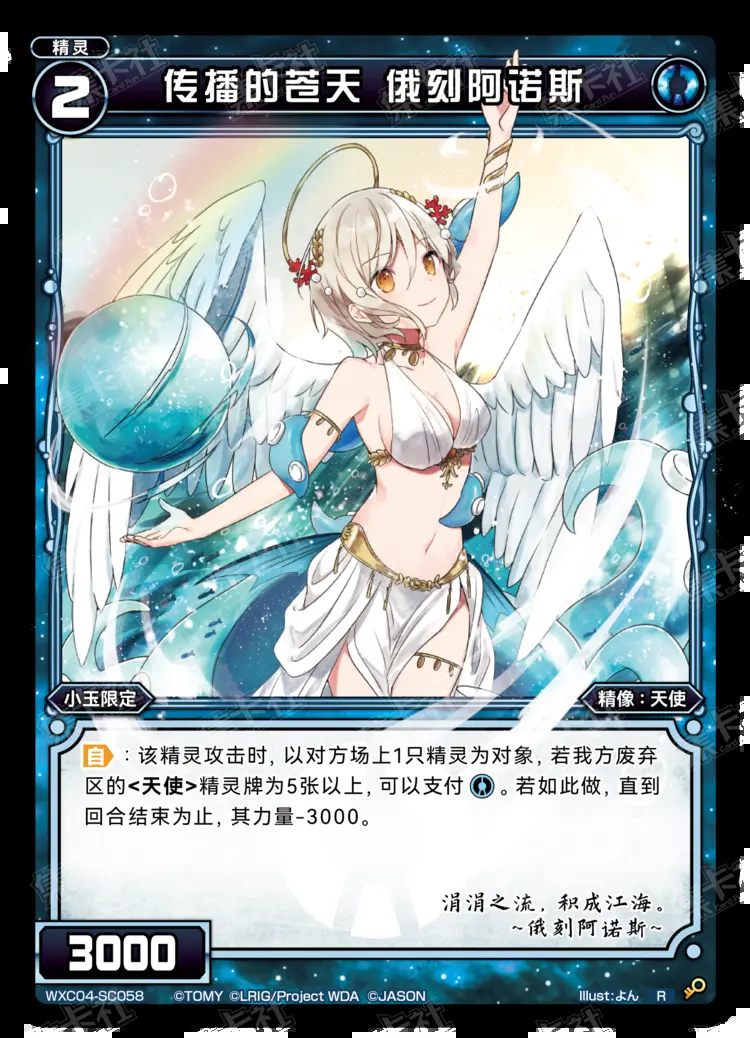 精灵
2
传播的苍天 俄刻阿诺斯
小玉限定
精像：天使
自：该精灵攻击时, 以对方场上1只精灵为对象, 若我方废弃
区的<天使>精灵牌为5张以上, 可以支付 。若如此做, 直到
回合结束为止, 其力量-3000。
涓涓之流, 积成江海。
~俄刻阿诺斯~
3000
WXC04-SC058 ©TOMY ©LRIG/Project WDA ©JASON
Illust:よん R
集卡社